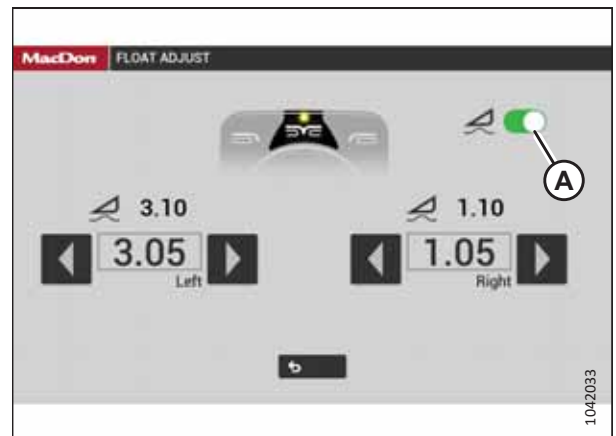 MacDon FLOAT ADJUST
A
3.10 1.10
3.05 1.05
Left Right
1042033